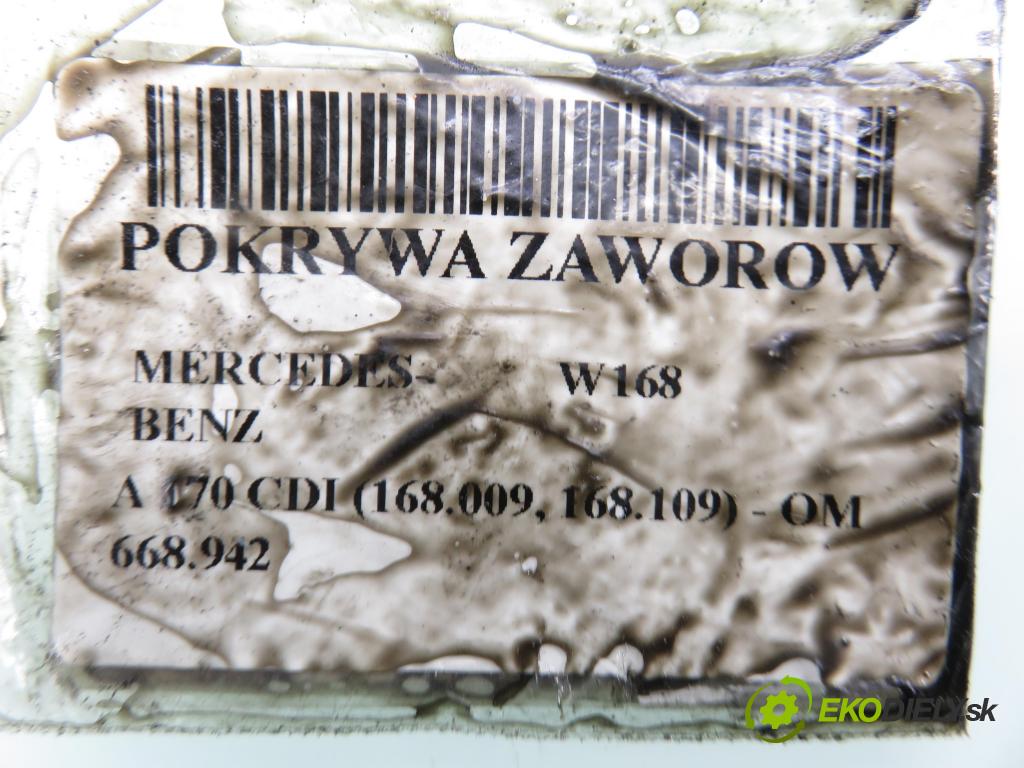 POKRYWA ZAWOROW
MERCEDES- W168
BENZ
A 170 CDI (168.009, 168.109) - OM
668.942
EKODIELY.sk